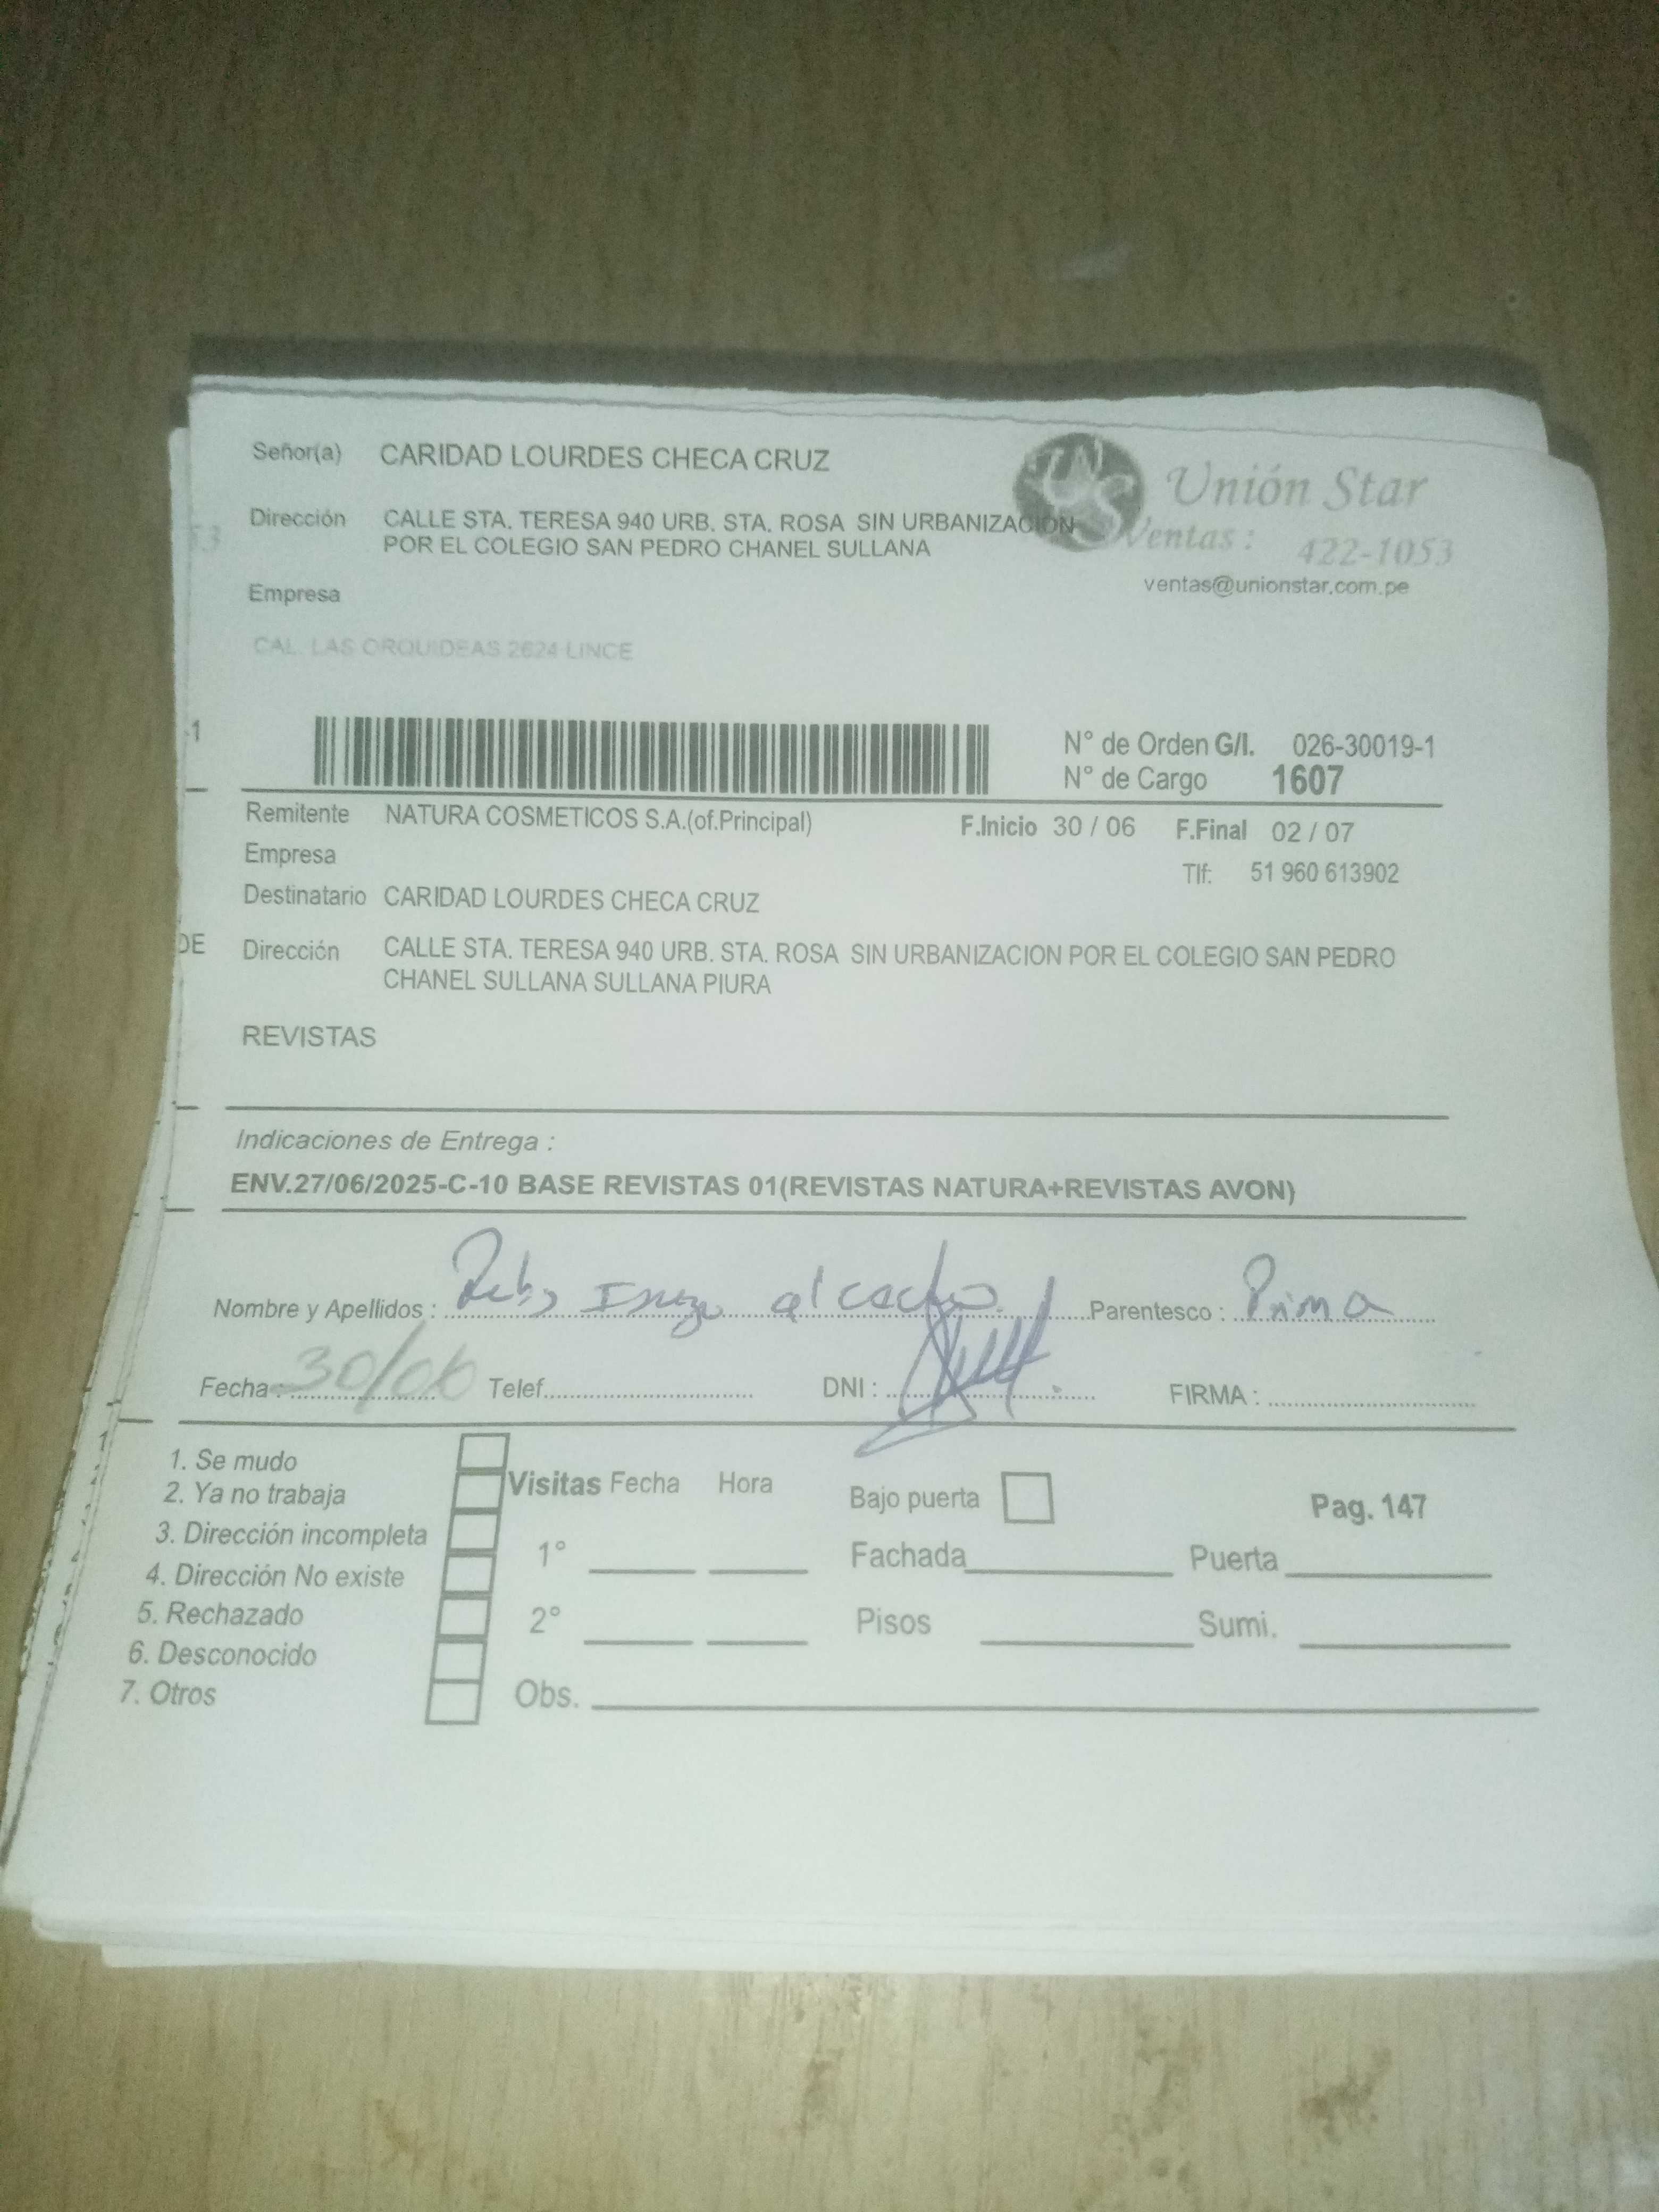 Señor(a) CARIDAD LOURDES CHECA CRUZ
Unión Star
Dirección CALLE STA. TERESA 940 URB. STA. ROSA SIN URBANIZACION
POR EL COLEGIO SAN PEDRO CHANEL SULLANA
Ventas : 422-1053
53
ventas@unionstar.com.pe
Empresa
CAL. LAS ORQUIDEAS 2624 LINCE
-1
N° de Orden G/I. 026-30019-1
N° de Cargo 1607
Remitente NATURA COSMETICOS S.A.(of.Principal) F.Inicio 30 / 06 F.Final 02 / 07
Empresa
Tlf: 51 960 613902
Destinatario CARIDAD LOURDES CHECA CRUZ
DE
Dirección CALLE STA. TERESA 940 URB. STA. ROSA SIN URBANIZACION POR EL COLEGIO SAN PEDRO
CHANEL SULLANA SULLANA PIURA
REVISTAS
Indicaciones de Entrega :
ENV.27/06/2025-C-10 BASE REVISTAS 01(REVISTAS NATURA+REVISTAS AVON)
Nombre y Apellidos : Parentesco : Prima
Fecha : 30/06 Telef. DNI : FIRMA :
1. Se mudo
2. Ya no trabaja
3. Dirección incompleta
4. Dirección No existe
5. Rechazado
6. Desconocido
7. Otros
Visitas Fecha Hora
1°
2°
Obs.
Bajo puerta
Pag. 147
Fachada Puerta
Pisos Sumi.